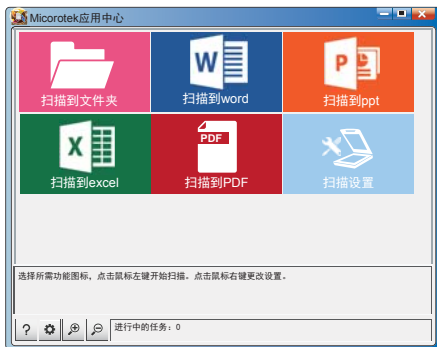 Micorotek应用中心
扫描到文件夹
扫描到word
扫描到ppt
扫描到excel
PDF
扫描到PDF
扫描设置
选择所需功能图标，点击鼠标左键开始扫描。点击鼠标右键更改设置。
进行中的任务：0